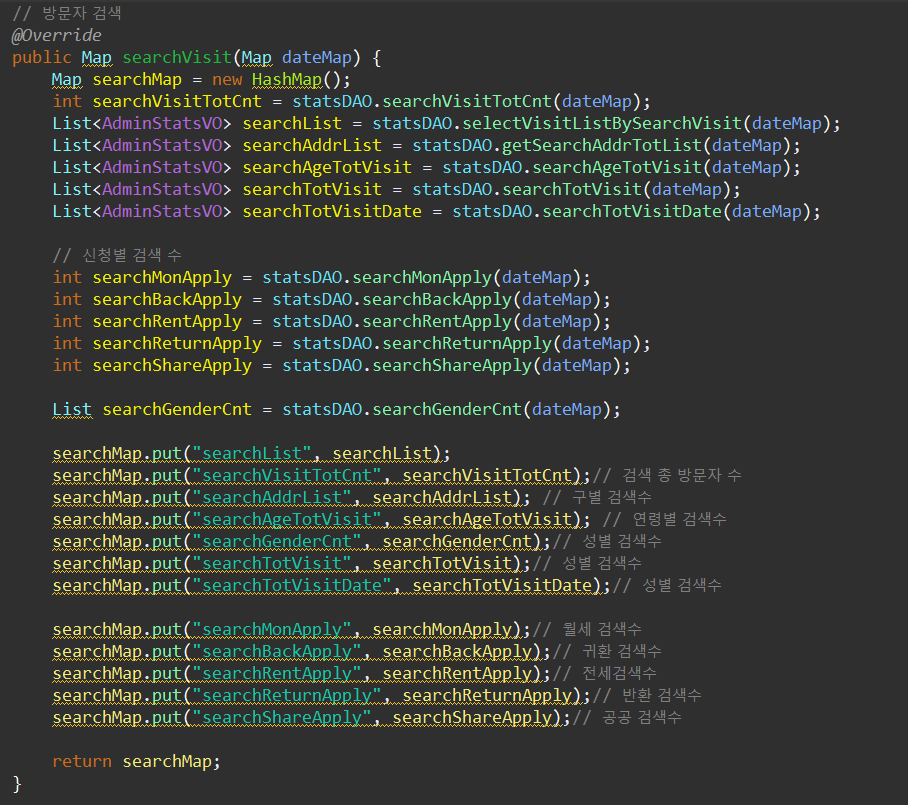 // 방문자 검색
@Override
public Map searchVisit(Map dateMap) {
Map searchMap = new HashMap();
int searchVisitTotCnt = statsDAO.searchVisitTotCnt(dateMap);
List<AdminStatsVO> searchList = statsDAO.selectVisitListBySearchVisit(dateMap);
List<AdminStatsVO> searchAddrList = statsDAO.getSearchAddrTotList(dateMap);
List<AdminStatsVO> searchAgeTotVisit = statsDAO.searchAgeTotVisit(dateMap);
List<AdminStatsVO> searchTotVisit = statsDAO.searchTotVisit(dateMap);
List<AdminStatsVO> searchTotVisitDate = statsDAO.searchTotVisitDate(dateMap);
// 신청별 검색 수
int searchMonApply = statsDAO.searchMonApply(dateMap);
int searchBackApply = statsDAO.searchBackApply(dateMap);
int searchRentApply = statsDAO.searchRentApply(dateMap);
int searchReturnApply = statsDAO.searchReturnApply(dateMap);
int searchShareApply = statsDAO.searchShareApply(dateMap);
List searchGenderCnt = statsDAO.searchGenderCnt(dateMap);
searchMap.put("searchList", searchList);
searchMap.put("searchVisitTotCnt", searchVisitTotCnt);// 검색 종 방문자 수
searchMap.put("searchAddrList", searchAddrList); // 구별 검색수
searchMap.put("searchAgeTotVisit", searchAgeTotVisit); // 연령별 검색수
searchMap.put("searchGenderCnt", searchGenderCnt);// 성별 검색수
searchMap.put("searchTotVisit", searchTotVisit);// 성별 검색수
searchMap.put("searchTotVisitDate", searchTotVisitDate);// 성별 검색수
searchMap.put("searchMonApply", searchMonApply);// 월세 검색수
searchMap.put("searchBackApply", searchBackApply);// 귀환 검색수
searchMap.put("searchRentApply", searchRentApply);// 전세검색수
searchMap.put("searchReturnApply", searchReturnApply);// 반환 검색수
searchMap.put("searchShareApply", searchShareApply);// 공공 검색수
return searchMap;
}